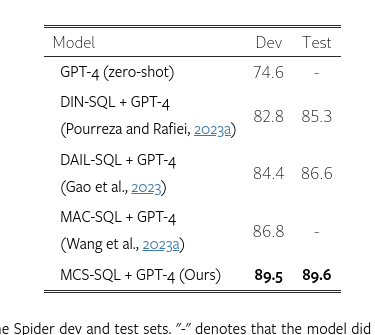 Model Dev Test
GPT-4 (zero-shot) 74.6 -
DIN-SQL + GPT-4
(Pourreza and Rafiei, 2023a) 82.8 85.3
DAIL-SQL + GPT-4
(Gao et al., 2023) 84.4 86.6
MAC-SQL + GPT-4
(Wang et al., 2023a) 86.8 -
MCS-SQL + GPT-4 (Ours) 89.5 89.6
e Spider dev and test sets. "-" denotes that the model did